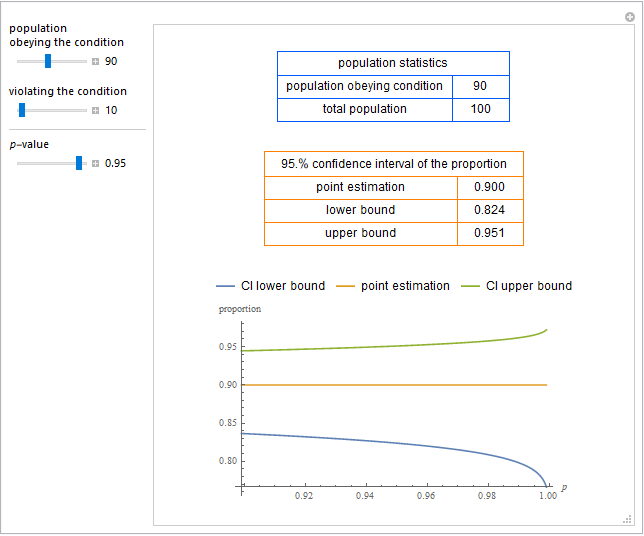 population
obeying the condition
90
violating the condition
10
p-value
0.95
population statistics
population obeying condition 90
total population 100
95.% confidence interval of the proportion
point estimation 0.900
lower bound 0.824
upper bound 0.951
CI lower bound point estimation CI upper bound
proportion
0.95
0.90
0.85
0.80
0.92 0.94 0.96 0.98 1.00 p